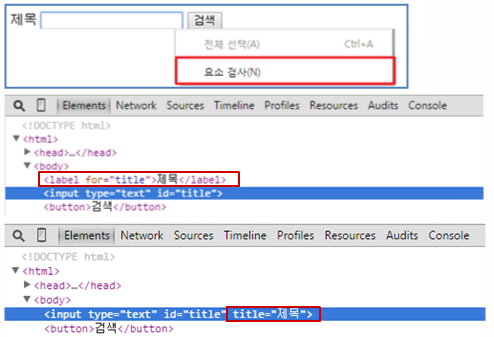 제목 검색
전체 선택(A) Ctrl+A
요소 검사(N)
Elements Network Sources Timeline Profiles Resources Audits Console
<!DOCTYPE html>
▼<html>
▶<head>…</head>
▼<body>
<label for="title">제목</label>
<input type="text" id="title">
<button>검색</button>
Elements Network Sources Timeline Profiles Resources Audits Console
<!DOCTYPE html>
▼<html>
▶<head>…</head>
▼<body>
<input type="text" id="title" title="제목">
<button>검색</button>